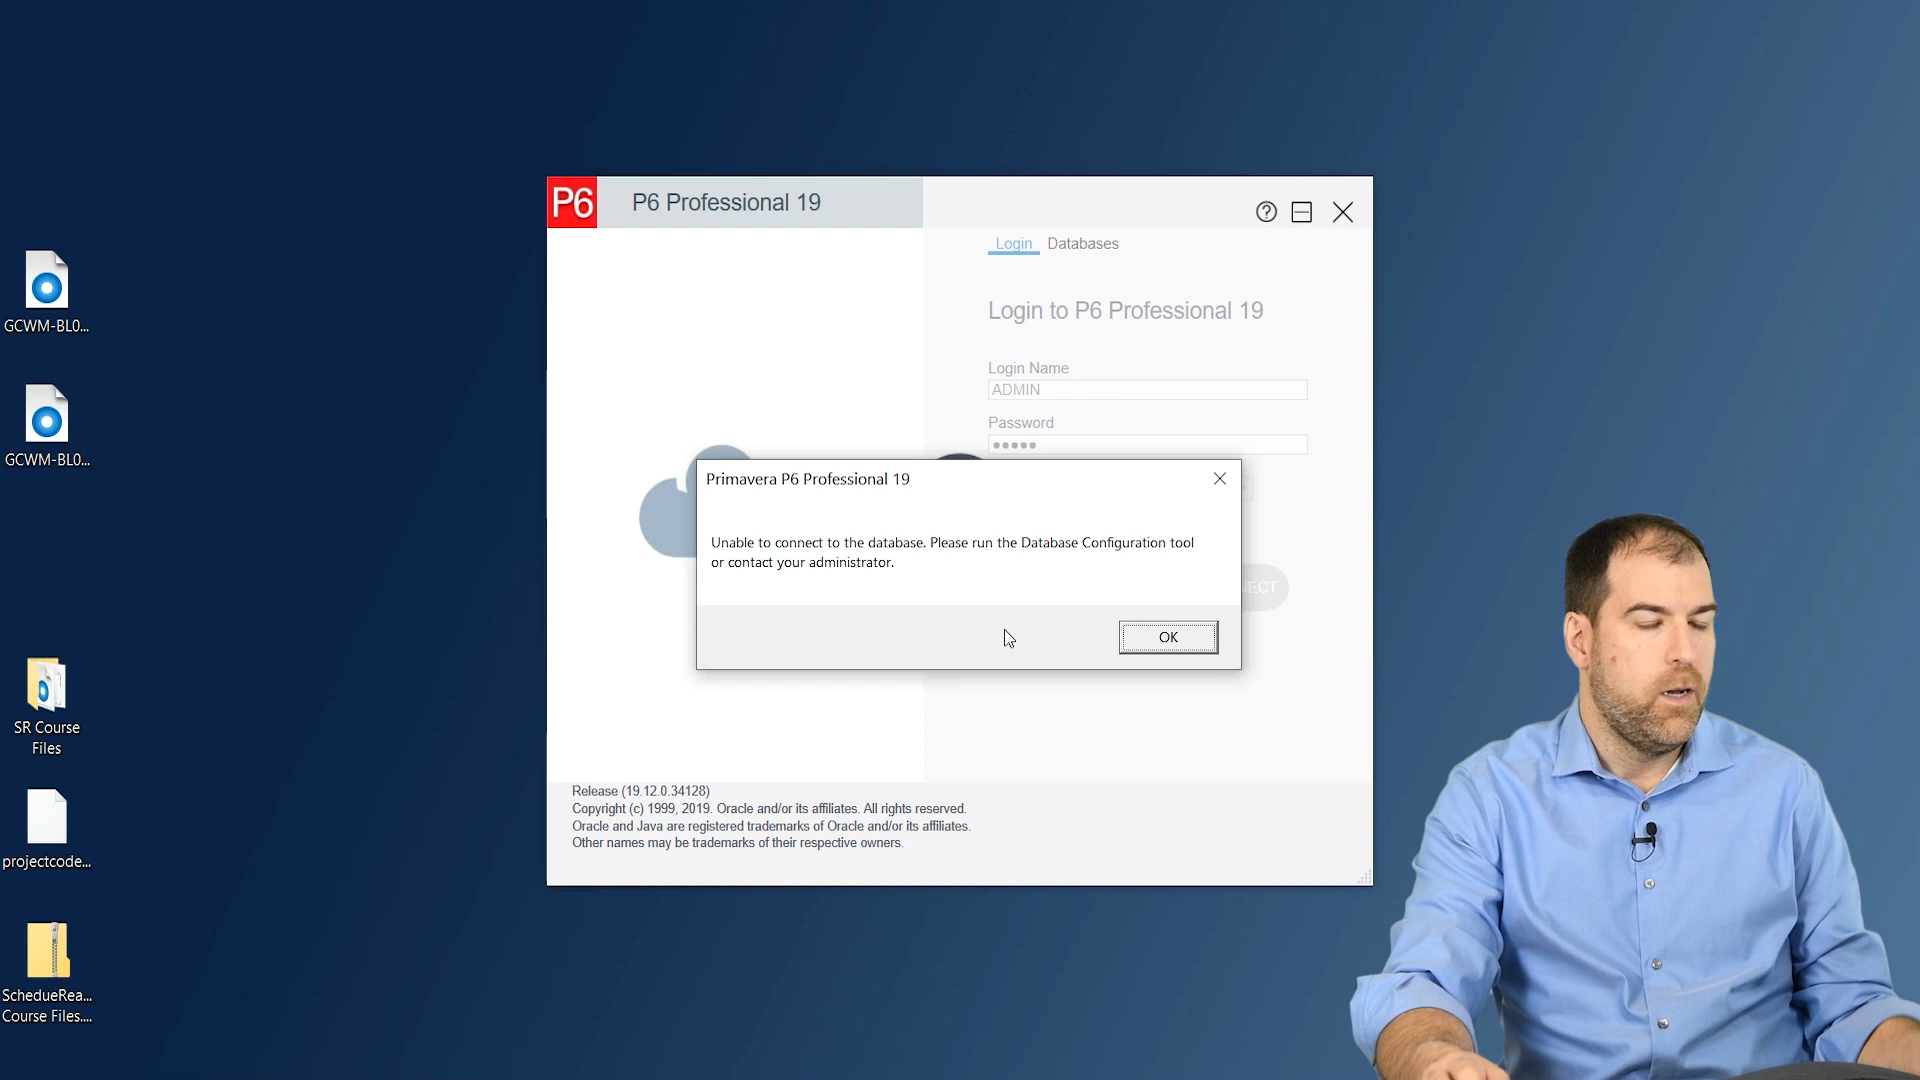 GCWM-BL0...
GCWM-BL0...
SR Course
Files
projectcode...
SchedueRea...
Course Files....
P6
P6 Professional 19
Login Databases
Login to P6 Professional 19
Login Name
ADMIN
Password
Primavera P6 Professional 19
Unable to connect to the database. Please run the Database Configuration tool
or contact your administrator.
OK
Release (19.12.0.34128)
Copyright (c) 1999, 2019. Oracle and/or its affiliates. All rights reserved.
Oracle and Java are registered trademarks of Oracle and/or its affiliates.
Other names may be trademarks of their respective owners.